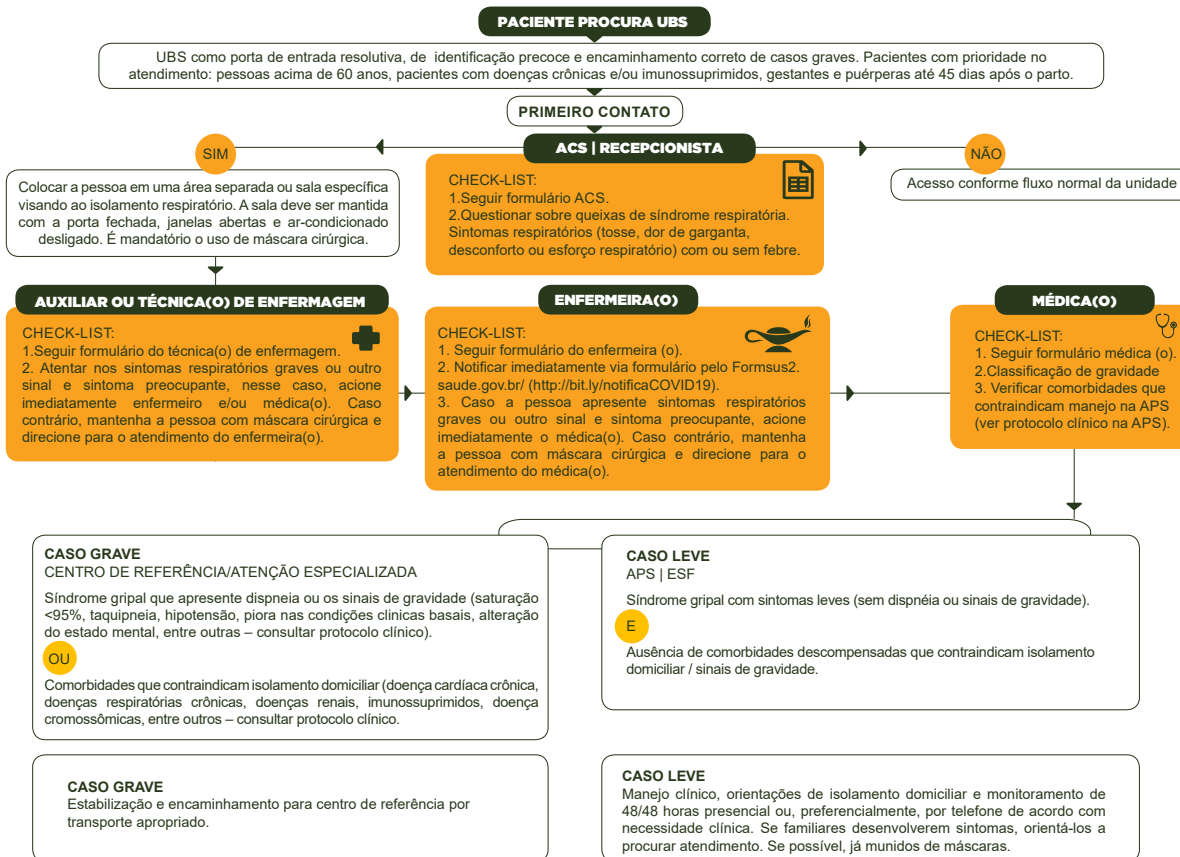 PACIENTE PROCURA UBS
UBS como porta de entrada resolutiva, de identificação precoce e encaminhamento correto de casos graves. Pacientes com prioridade no
atendimento: pessoas acima de 60 anos, pacientes com doenças crônicas e/ou imunossuprimidos, gestantes e puérperas até 45 dias após o parto.
PRIMEIRO CONTATO
SIM
ACS | RECEPCIONISTA
NÃO
Colocar a pessoa em uma área separada ou sala específica
visando ao isolamento respiratório. A sala deve ser mantida
com a porta fechada, janelas abertas e ar-condicionado
desligado. É mandatório o uso de máscara cirúrgica.
CHECK-LIST:
1.Seguir formulário ACS.
2.Questionar sobre queixas de síndrome respiratória.
Sintomas respiratórios (tosse, dor de garganta,
desconforto ou esforço respiratório) com ou sem febre.
Acesso conforme fluxo normal da unidade
AUXILIAR OU TÉCNICA(O) DE ENFERMAGEM
CHECK-LIST:
1.Seguir formulário do técnica(o) de enfermagem.
2. Atentar nos sintomas respiratórios graves ou outro
sinal e sintoma preocupante, nesse caso, acione
imediatamente enfermeiro e/ou médica(o). Caso
contrário, mantenha a pessoa com máscara cirúrgica e
direcione para o atendimento do enfermeira(o).
ENFERMEIRA(O)
CHECK-LIST:
1. Seguir formulário do enfermeira (o).
2. Notificar imediatamente via formulário pelo Formsus2.
saude.gov.br/ (http://bit.ly/notificaCOVID19).
3. Caso a pessoa apresente sintomas respiratórios
graves ou outro sinal e sintoma preocupante, acione
imediatamente o médica(o). Caso contrário, mantenha
a pessoa com máscara cirúrgica e direcione para o
atendimento do médica(o).
MÉDICA(O)
CHECK-LIST:
1. Seguir formulário médica (o).
2.Classificação de gravidade
3. Verificar comorbidades que
contraindicam manejo na APS
(ver protocolo clínico na APS).
CASO GRAVE
CENTRO DE REFERÊNCIA/ATENÇÃO ESPECIALIZADA
Síndrome gripal que apresente dispneia ou os sinais de gravidade (saturação
<95%, taquipneia, hipotensão, piora nas condições clinicas basais, alteração
do estado mental, entre outras – consultar protocolo clínico).
OU
Comorbidades que contraindicam isolamento domiciliar (doença cardíaca crônica,
doenças respiratórias crônicas, doenças renais, imunossuprimidos, doença
cromossômicas, entre outros – consultar protocolo clínico.
CASO LEVE
APS | ESF
Síndrome gripal com sintomas leves (sem dispnéia ou sinais de gravidade).
E
Ausência de comorbidades descompensadas que contraindicam isolamento
domiciliar / sinais de gravidade.
CASO GRAVE
Estabilização e encaminhamento para centro de referência por
transporte apropriado.
CASO LEVE
Manejo clínico, orientações de isolamento domiciliar e monitoramento de
48/48 horas presencial ou, preferencialmente, por telefone de acordo com
necessidade clínica. Se familiares desenvolverem sintomas, orientá-los a
procurar atendimento. Se possível, já munidos de máscaras.